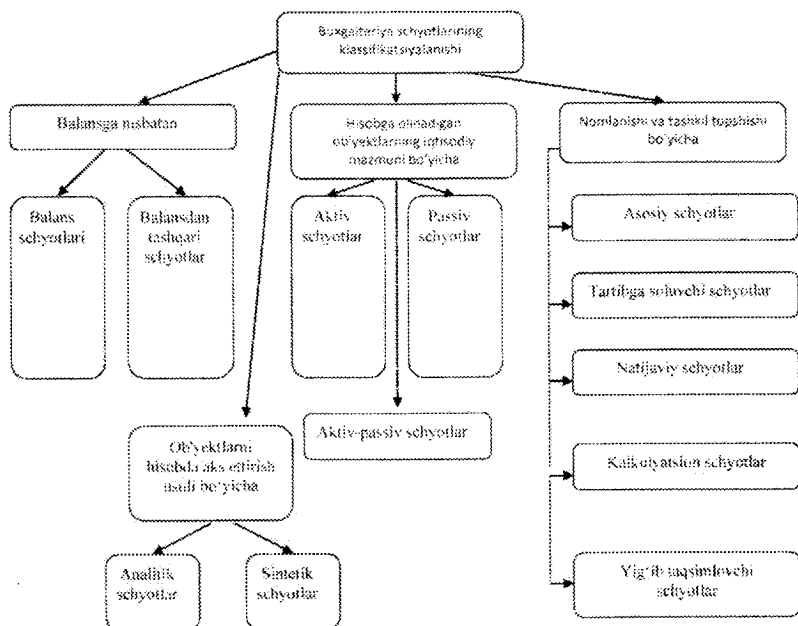 Buxgalteriya schyotlarining
klassifikatsiyalanishi
Balansga nisbatan
Hisobga olinadigan
ob'yektlarning iqtisodiy
mazmuni bo'yicha
Nomlanishi va tashkil topshishi
bo'yicha
Balans
schyotlari
Balansdan
tashqari
schyotlar
Aktiv
schyotlar
Passiv
schyotlar
Asosiy schyotlar
Tartibga soluvchi schyotlar
Natijaviy schyotlar
Aktiv-passiv schyotlar
Ob'yektlarni
hisobda aks ettirish
usuli bo'yicha
Kalkulyatsion schyotlar
Analitik
schyotlar
Sintetik
schyotlar
Yig'ib taqsimlovchi
schyotlar